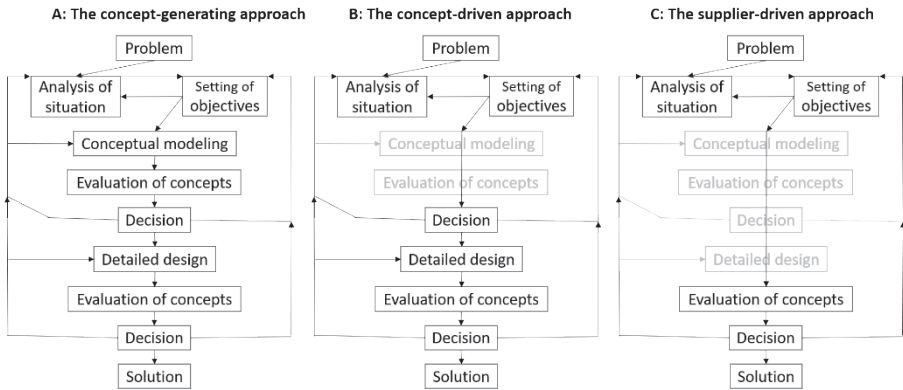 A: The concept-generating approach
Problem
Analysis of
situation
Setting of
objectives
Conceptual modeling
Evaluation of concepts
Decision
Detailed design
Evaluation of concepts
Decision
Solution
B: The concept-driven approach
Problem
Analysis of
situation
Setting of
objectives
Conceptual modeling
Evaluation of concepts
Decision
Detailed design
Evaluation of concepts
Decision
Solution
C: The supplier-driven approach
Problem
Analysis of
situation
Setting of
objectives
Conceptual modeling
Evaluation of concepts
Decision
Detailed design
Evaluation of concepts
Decision
Solution